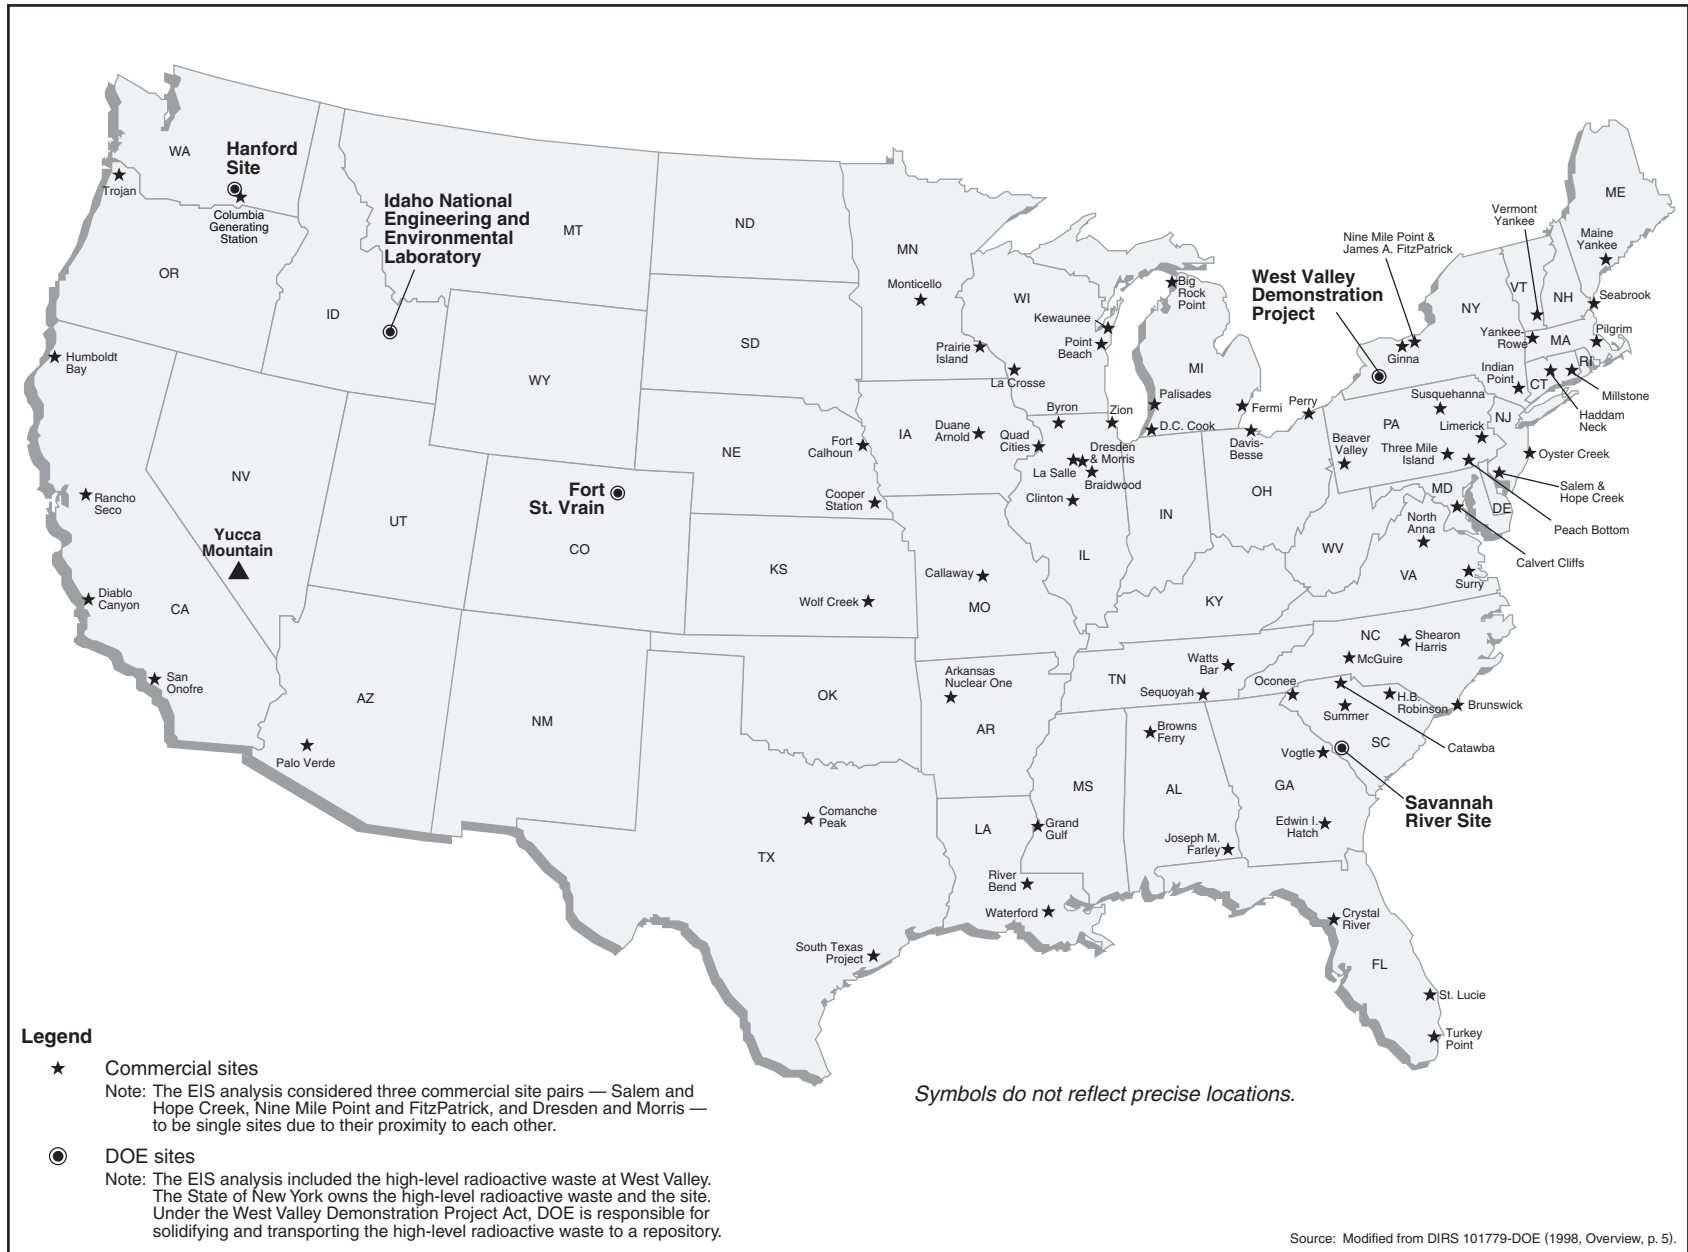 WA
Hanford
Site
Trojan
Columbia
Generating
Station
Idaho National
Engineering and
Environmental
Laboratory
MT
ND
MN
Monticello
OR
ID
SD
WY
Humboldt
Bay
NV
UT
Rancho
Seco
Yucca
Mountain
Diablo
Canyon
CA
San
Onofre
AZ
Palo Verde
NM
Fort
St. Vrain
CO
NE
Fort
Calhoun
Cooper
Station
KS
Wolf Creek
OK
TX
Comanche
Peak
South Texas
Project
WI
Kewaunee
Point
Beach
Prairie
Island
La Crosse
Big
Rock
Point
MI
Palisades
D.C. Cook
Fermi
Perry
Davis-
Besse
IA
Duane
Arnold
Byron
Zion
Quad
Cities
Dresden
& Morris
La Salle
Braidwood
Clinton
IL
IN
OH
Callaway
MO
KY
WV
Arkansas
Nuclear One
AR
TN
Watts
Bar
Sequoyah
Browns
Ferry
MS
AL
GA
LA
Grand
Gulf
River
Bend
Waterford
Joseph M.
Farley
Edwin I.
Hatch
Vogtle
Oconee
NC
Shearon
Harris
McGuire
H.B.
Robinson
Summer
SC
Brunswick
Catawba
Savannah
River Site
Crystal
River
FL
St. Lucie
Turkey
Point
West Valley
Demonstration
Project
Nine Mile Point &
James A. FitzPatrick
Ginna
NY
Vermont
Yankee
ME
Maine
Yankee
VT
NH
Seabrook
Yankee-
Rowe
MA
Pilgrim
RI
CT
Indian
Point
Millstone
Haddam
Neck
Susquehanna
PA
NJ
Limerick
Beaver
Valley
Three Mile
Island
Oyster Creek
Salem &
Hope Creek
Peach Bottom
MD
DE
Calvert Cliffs
North
Anna
VA
Surry
Legend
Commercial sites
Note: The EIS analysis considered three commercial site pairs — Salem and
Hope Creek, Nine Mile Point and FitzPatrick, and Dresden and Morris —
to be single sites due to their proximity to each other.
DOE sites
Note: The EIS analysis included the high-level radioactive waste at West Valley.
The State of New York owns the high-level radioactive waste and the site.
Under the West Valley Demonstration Project Act, DOE is responsible for
solidifying and transporting the high-level radioactive waste to a repository.
Symbols do not reflect precise locations.
Source: Modified from DIRS 101779-DOE (1998, Overview, p. 5).